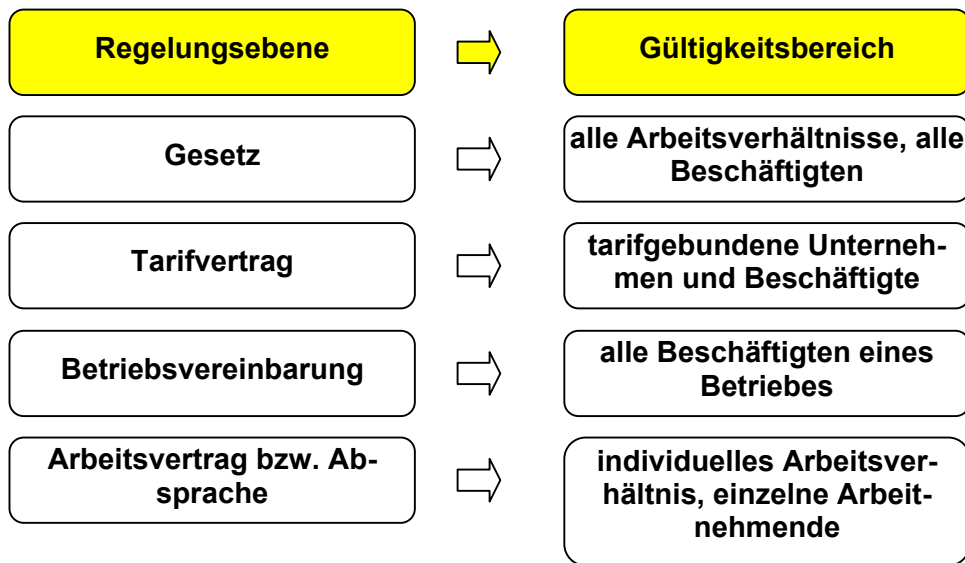 Regelungsebene
Gültigkeitsbereich
Gesetz
alle Arbeitsverhältnisse, alle
Beschäftigten
Tarifvertrag
tarifgebundene Unterneh-
men und Beschäftigte
Betriebsvereinbarung
alle Beschäftigten eines
Betriebes
Arbeitsvertrag bzw. Ab-
sprache
individuelles Arbeitsver-
hältnis, einzelne Arbeit-
nehmende